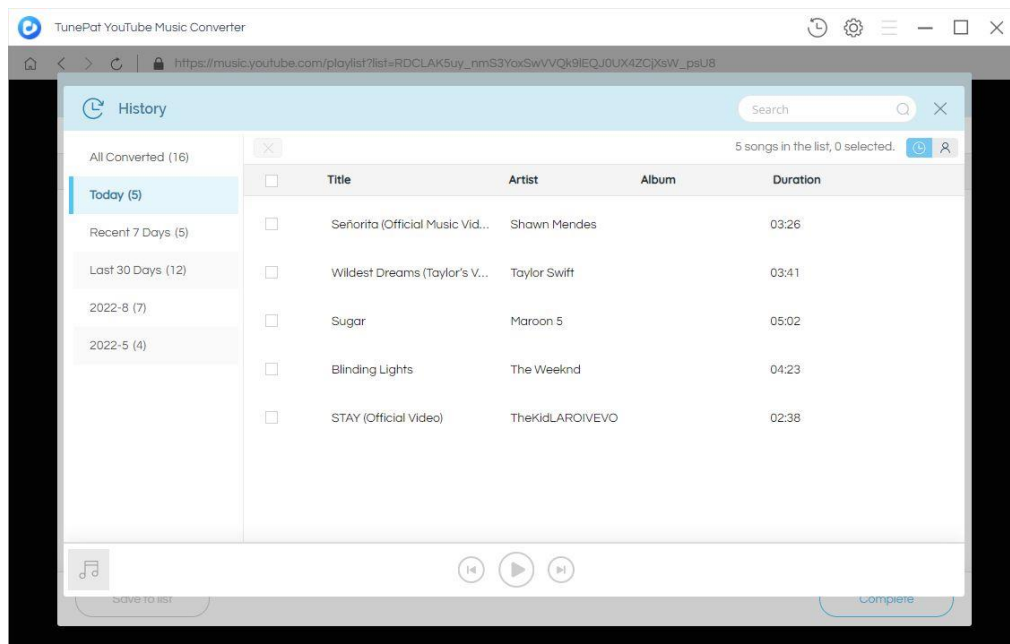 TunePat YouTube Music Converter
https://music.youtube.com/playlist?list=RDCLAK5uy_nmS3YoxSwVVQk9lEQJ0UX4ZCjXsW_psU8
History
Search
All Converted (16)
5 songs in the list, 0 selected.
Title Artist Album Duration
Today (5)
Señorita (Official Music Vid... Shawn Mendes 03:26
Recent 7 Days (5)
Last 30 Days (12)
Wildest Dreams (Taylor's V... Taylor Swift 03:41
2022-8 (7)
Sugar Maroon 5 05:02
2022-5 (4)
Blinding Lights The Weeknd 04:23
STAY (Official Video) TheKidLAROIVEVO 02:38
Save to list
Complete